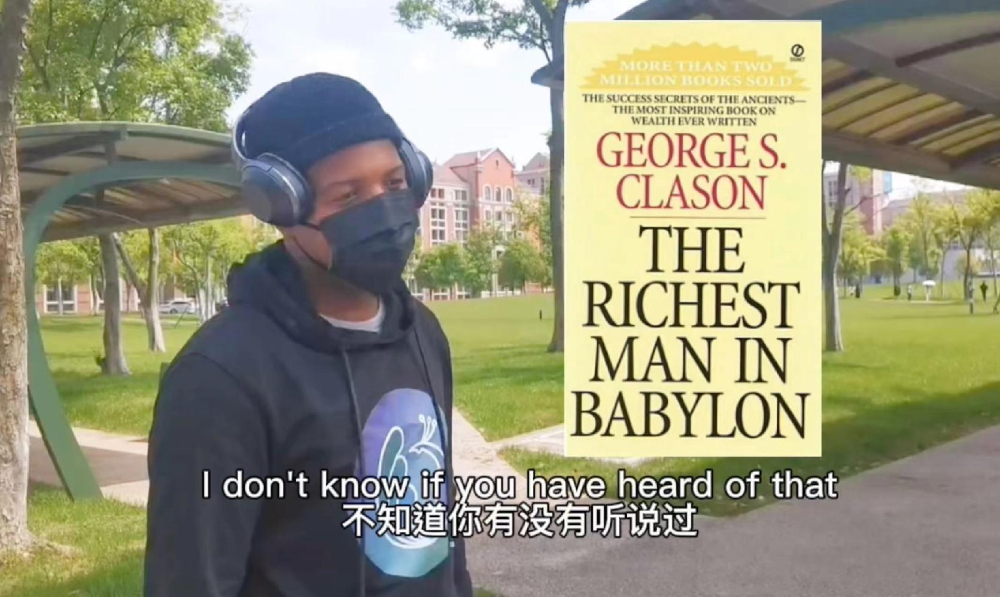 SIGNET
MORE THAN TWO
MILLION BOOKS SOLD
THE SUCCESS SECRETS OF THE ANCIENTS—
THE MOST INSPIRING BOOK ON
WEALTH EVER WRITTEN
GEORGE S.
CLASON
THE
RICHEST
MAN IN
BABYLON
I don't know if you have heard of that
不知道你有没有听说过